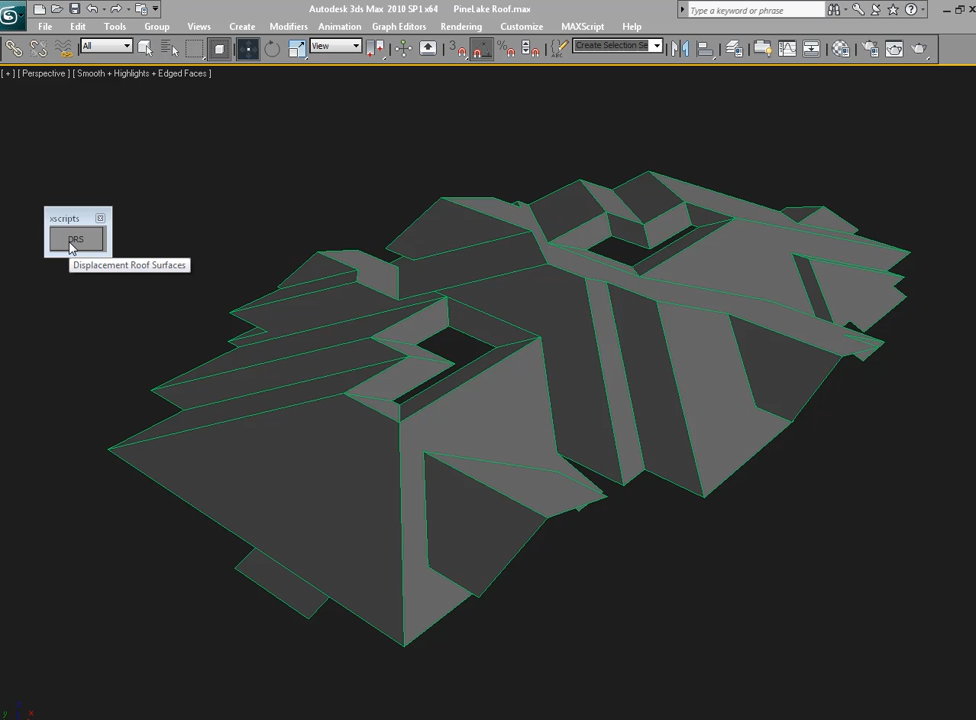 Autodesk 3ds Max 2010 SP1 x64 PineLake Roof.max
Type a keyword or phrase
File Edit Tools Group Views Create Modifiers Animation Graph Editors Rendering Customize MAXScript Help
All
View
3
%
ABC
Create Selection Se
[ + ] [ Perspective ] [ Smooth + Highlights + Edged Faces ]
xscripts
DRS
Displacement Roof Surfaces
y x